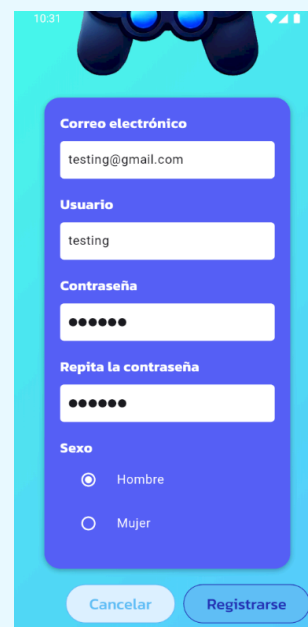 10:31
Correo electrónico
testing@gmail.com
Usuario
testing
Contraseña
●●●●●●
Repita la contraseña
●●●●●●
Sexo
Hombre
Mujer
Cancelar Registrarse